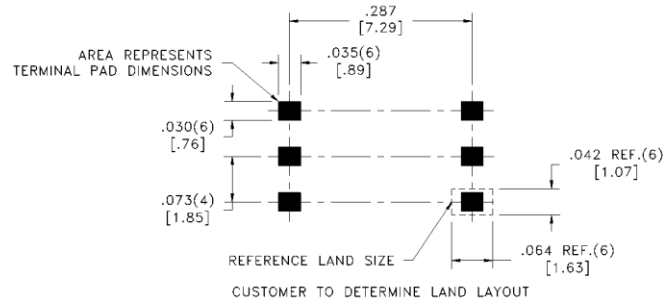 .287
[7.29]
AREA REPRESENTS
TERMINAL PAD DIMENSIONS
.035(6)
[.89]
.030(6)
[.76]
.042 REF.(6)
[1.07]
.073(4)
[1.85]
REFERENCE LAND SIZE
.064 REF.(6)
[1.63]
CUSTOMER TO DETERMINE LAND LAYOUT